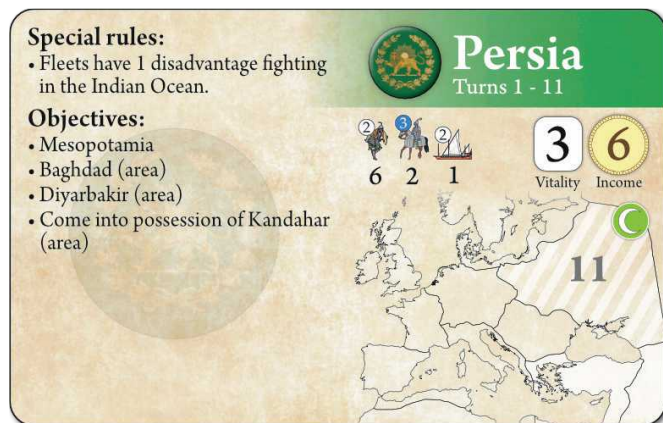 Special rules:
• Fleets have 1 disadvantage fighting
in the Indian Ocean.
Objectives:
• Mesopotamia
• Baghdad (area)
• Diyarbakir (area)
• Come into possession of Kandahar
(area)
Persia
Turns 1 - 11
2 3 2
6 2 1
3 6
Vitality Income
11